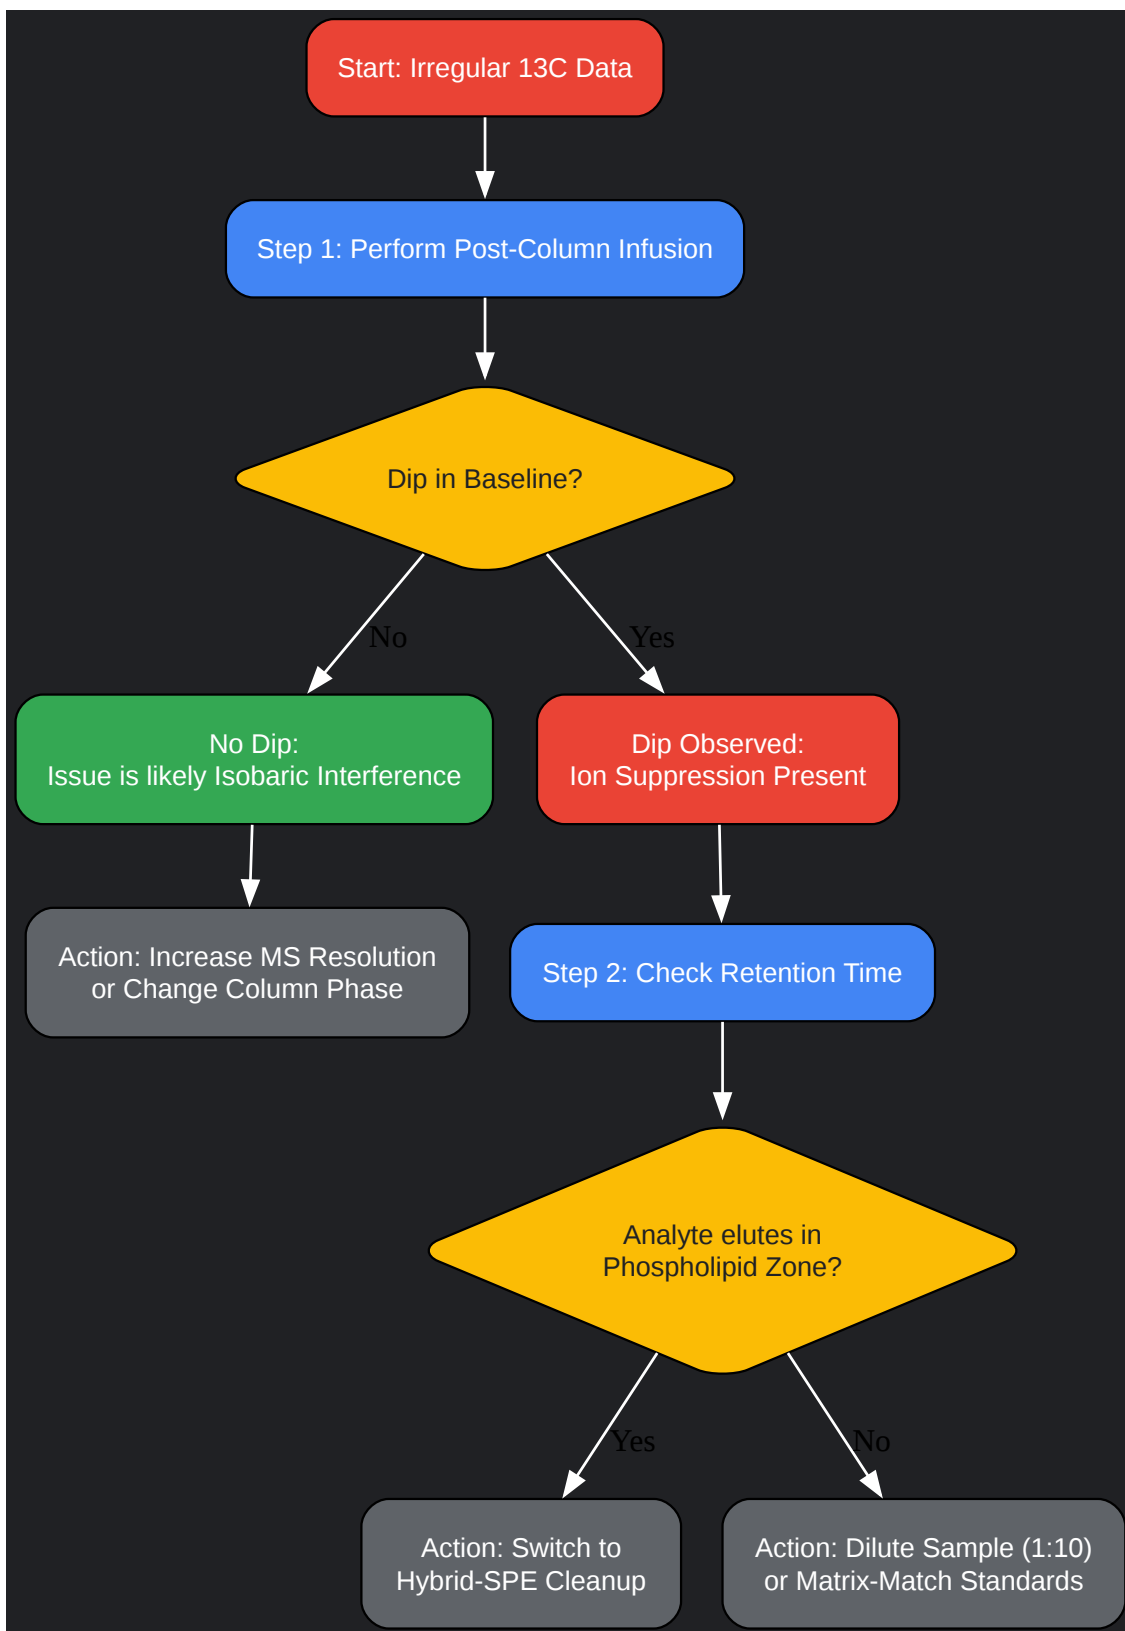 Start: Irregular 13C Data
Step 1: Perform Post-Column Infusion
Dip in Baseline?
No
Yes
No Dip:
Issue is likely Isobaric Interference
Dip Observed:
Ion Suppression Present
Action: Increase MS Resolution
or Change Column Phase
Step 2: Check Retention Time
Analyte elutes in
Phospholipid Zone?
Yes
No
Action: Switch to
Hybrid-SPE Cleanup
Action: Dilute Sample (1:10)
or Matrix-Match Standards